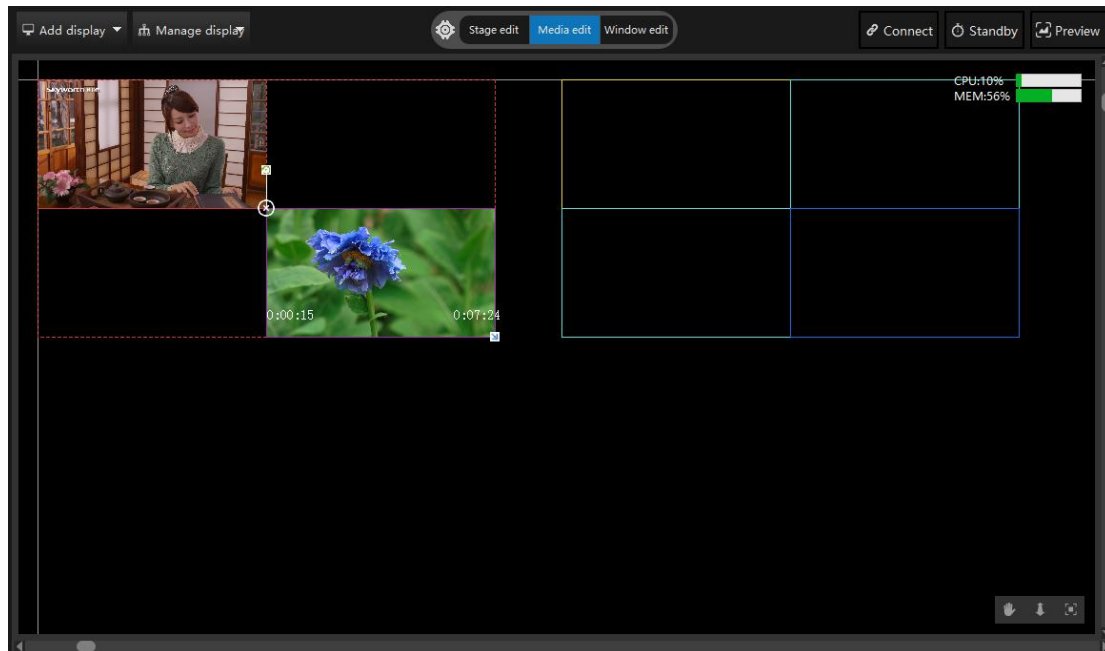 Add display
Manage display
Stage edit
Media edit
Window edit
Connect
Standby
Preview
CPU:10%
MEM:56%
0:00:15
0:07:24